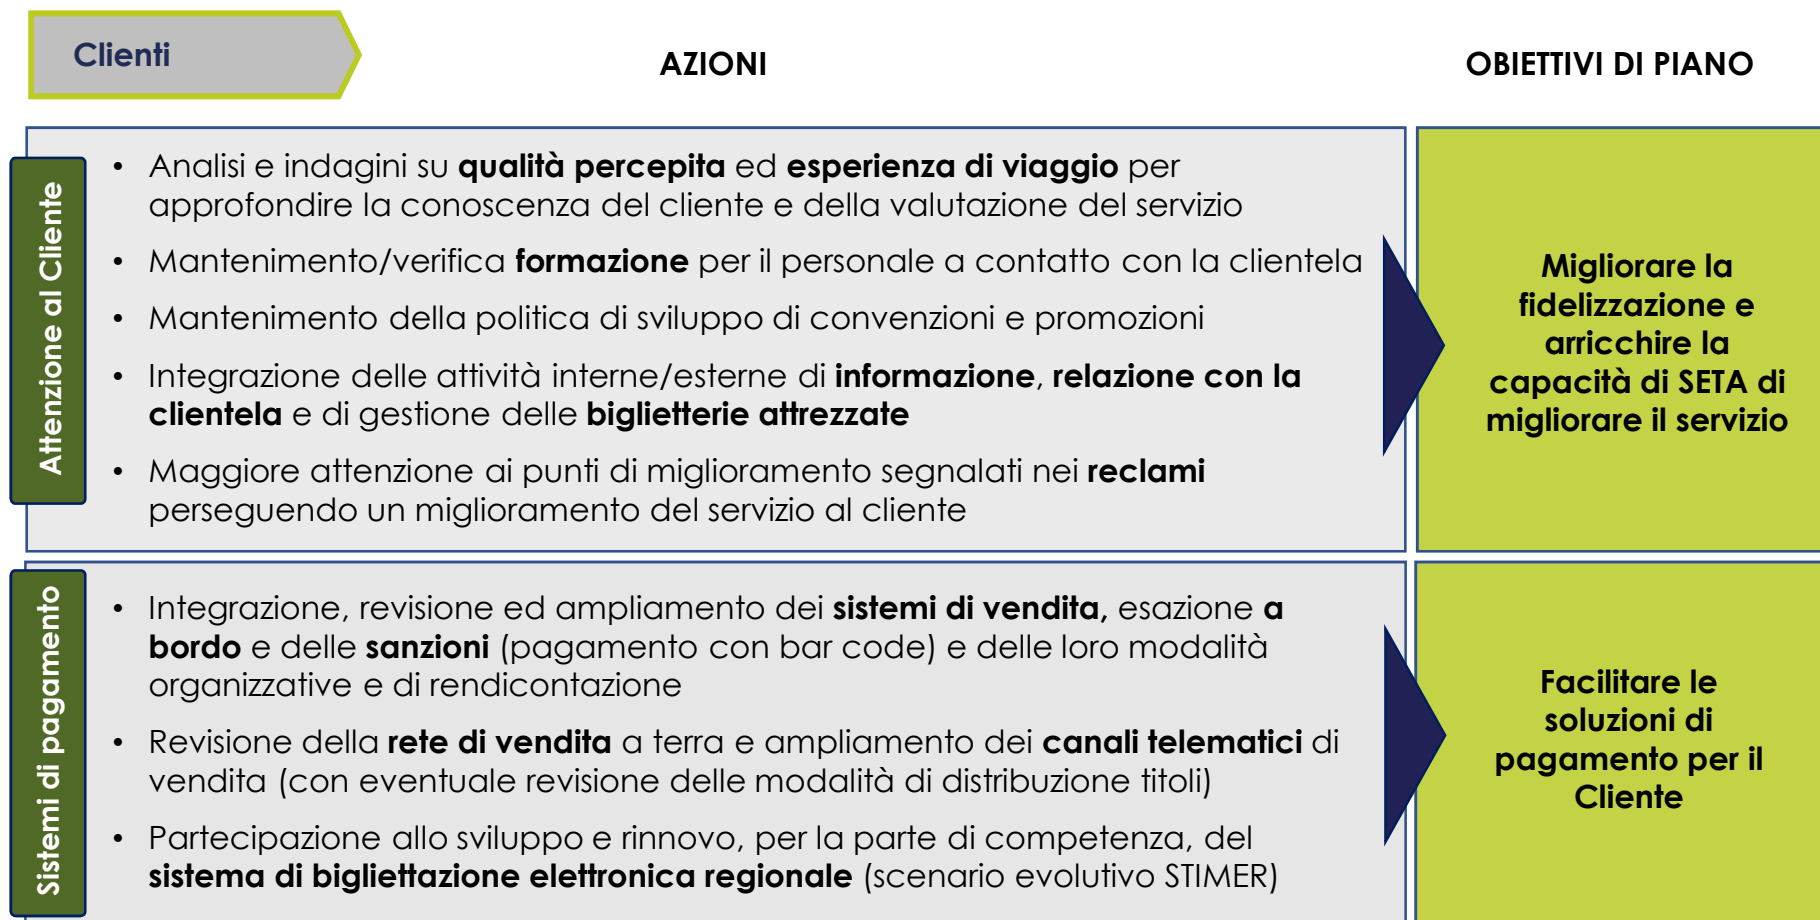 Clienti
AZIONI
OBIETTIVI DI PIANO
Attenzione al Cliente
• Analisi e indagini su qualità percepita ed esperienza di viaggio per
approfondire la conoscenza del cliente e della valutazione del servizio
• Mantenimento/verifica formazione per il personale a contatto con la clientela
• Mantenimento della politica di sviluppo di convenzioni e promozioni
• Integrazione delle attività interne/esterne di informazione, relazione con la
clientela e di gestione delle biglietterie attrezzate
• Maggiore attenzione ai punti di miglioramento segnalati nei reclami
perseguendo un miglioramento del servizio al cliente
Migliorare la
fidelizzazione e
arricchire la
capacità di SETA di
migliorare il servizio
Sistemi di pagamento
• Integrazione, revisione ed ampliamento dei sistemi di vendita, esazione a
bordo e delle sanzioni (pagamento con bar code) e delle loro modalità
organizzative e di rendicontazione
• Revisione della rete di vendita a terra e ampliamento dei canali telematici di
vendita (con eventuale revisione delle modalità di distribuzione titoli)
• Partecipazione allo sviluppo e rinnovo, per la parte di competenza, del
sistema di bigliettazione elettronica regionale (scenario evolutivo STIMER)
Facilitare le
soluzioni di
pagamento per il
Cliente